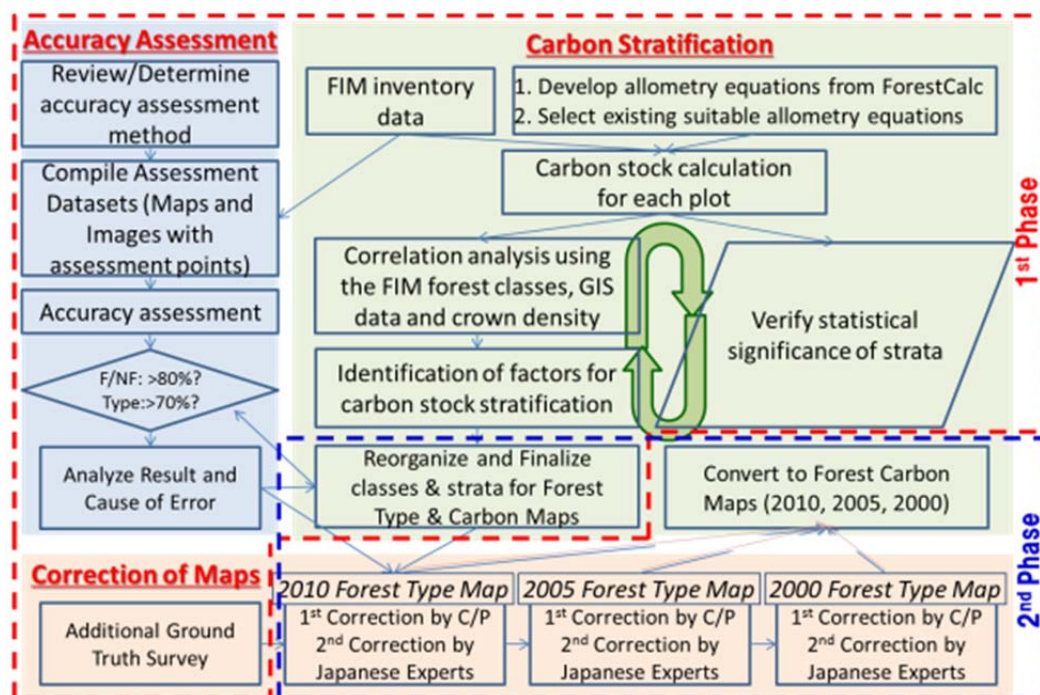 Accuracy Assessment
Review/Determine
accuracy assessment
method
Compile Assessment
Datasets (Maps and
Images with
assessment points)
Accuracy assessment
F/NF: >80%?
Type:>70%?
Analyze Result and
Cause of Error
Carbon Stratification
FIM inventory
data
1. Develop allometry equations from ForestCalc
2. Select existing suitable allometry equations
Carbon stock calculation
for each plot
Correlation analysis using
the FIM forest classes, GIS
data and crown density
Identification of factors for
carbon stock stratification
Verify statistical
significance of strata
Reorganize and Finalize
classes & strata for Forest
Type & Carbon Maps
Convert to Forest Carbon
Maps (2010, 2005, 2000)
1st Phase
2nd Phase
Correction of Maps
Additional Ground
Truth Survey
2010 Forest Type Map
1st Correction by C/P
2nd Correction by
Japanese Experts
2005 Forest Type Map
1st Correction by C/P
2nd Correction by
Japanese Experts
2000 Forest Type Map
1st Correction by C/P
2nd Correction by
Japanese Experts